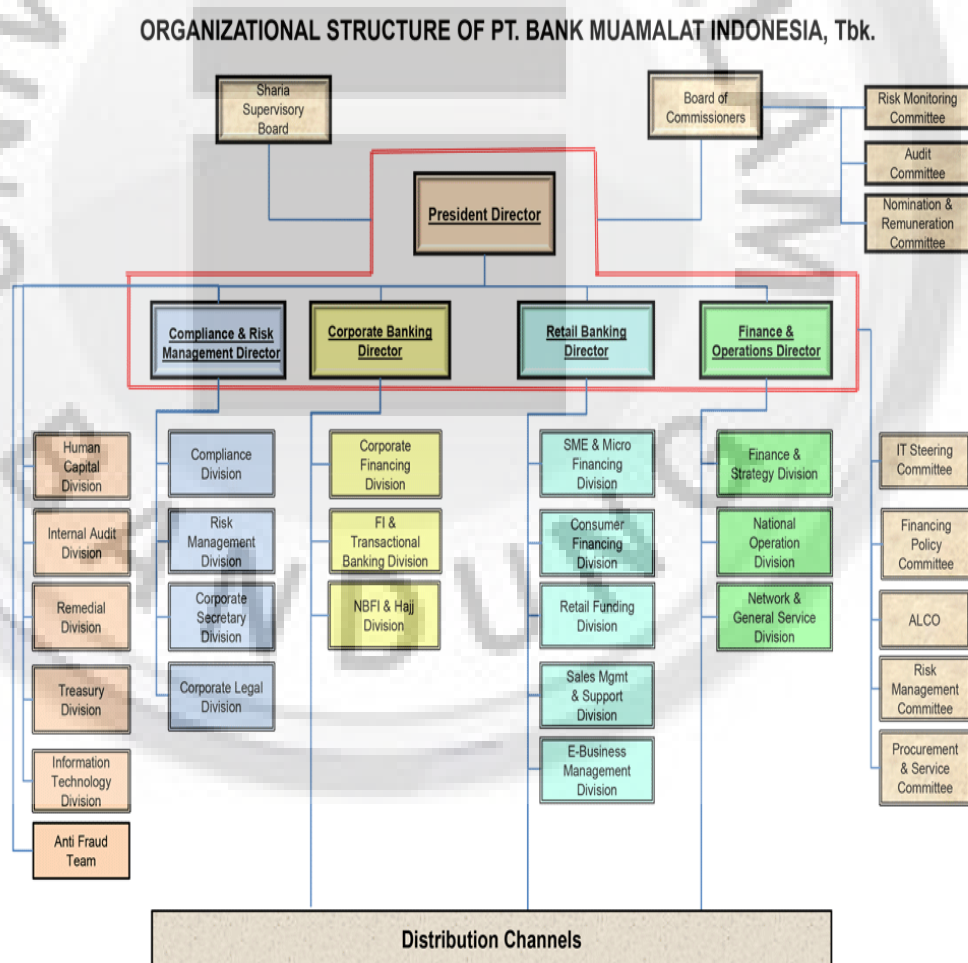 ORGANIZATIONAL STRUCTURE OF PT. BANK MUAMALAT INDONESIA, Tbk.
Sharia
Supervisory
Board
Board of
Commissioners
Risk Monitoring
Committee
Audit
Committee
Nomination &
Remuneration
Committee
President Director
Compliance & Risk
Management Director
Corporate Banking
Director
Retail Banking
Director
Finance &
Operations Director
Human
Capital
Division
Internal Audit
Division
Remedial
Division
Treasury
Division
Information
Technology
Division
Anti Fraud
Team
Compliance
Division
Risk
Management
Division
Corporate
Secretary
Division
Corporate Legal
Division
Corporate
Financing
Division
FI &
Transactional
Banking Division
NBFI & Hajj
Division
SME & Micro
Financing
Division
Consumer
Financing
Division
Retail Funding
Division
Sales Mgmt
& Support
Division
E-Business
Management
Division
Finance &
Strategy Division
National
Operation
Division
Network &
General Service
Division
IT Steering
Committee
Financing
Policy
Committee
ALCO
Risk
Management
Committee
Procurement
& Service
Committee
Distribution Channels